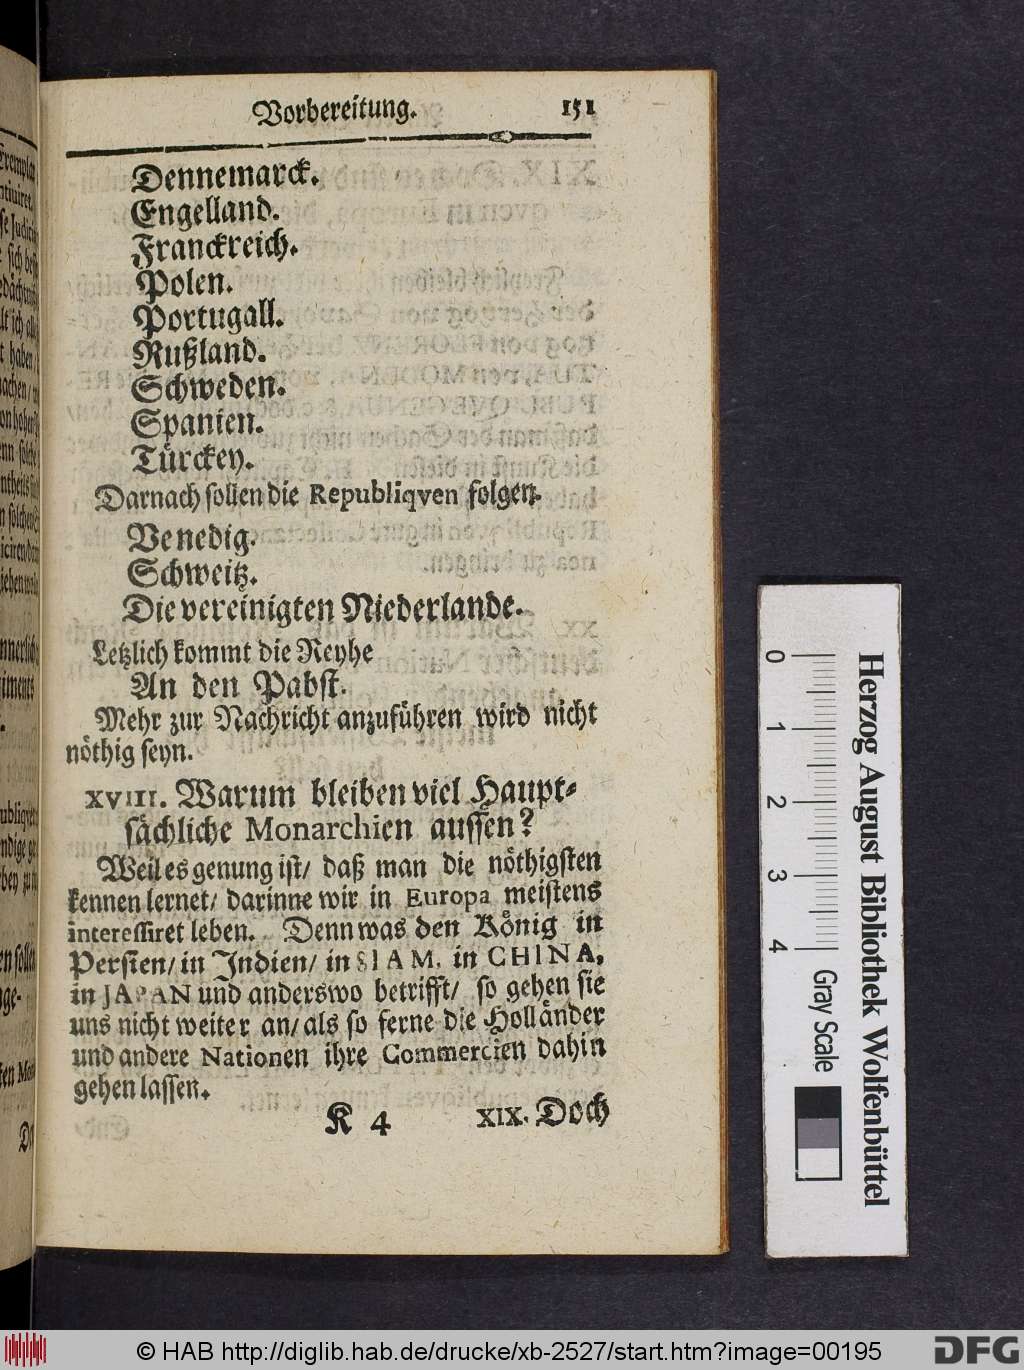 Vorbereitung. 151
Dennemarck.
Engelland.
Franckreich.
Polen.
Portugall.
Rußland.
Schweden.
Spanien.
Türckey.
Darnach sollen die Republiqven folgen.
Venedig.
Schweitz.
Die vereinigten Niederlande.
Letzlich kommt die Reyhe
An den Pabst.
Mehr zur Nachricht anzuführen wird nicht
nöthig seyn.
XVIII. Warum bleiben viel Haupt-
sächliche Monarchien aussen?
Weil es genung ist/ daß man die nöthigsten
kennen lernet/ darinne wir in Europa meistens
interessiret leben. Denn was den König in
Persien/ in Indien/ in SIAM, in CHINA,
in JAPAN und anderswo betrifft/ so gehen sie
uns nicht weiter an/ als so ferne die Holländer
und andere Nationen ihre Commercien dahin
gehen lassen.
K 4 XIX. Doch
0 1 2 3 4
Gray Scale
Herzog August Bibliothek Wolfenbüttel
© HAB http://diglib.hab.de/drucke/xb-2527/start.htm?image=00195
DFG